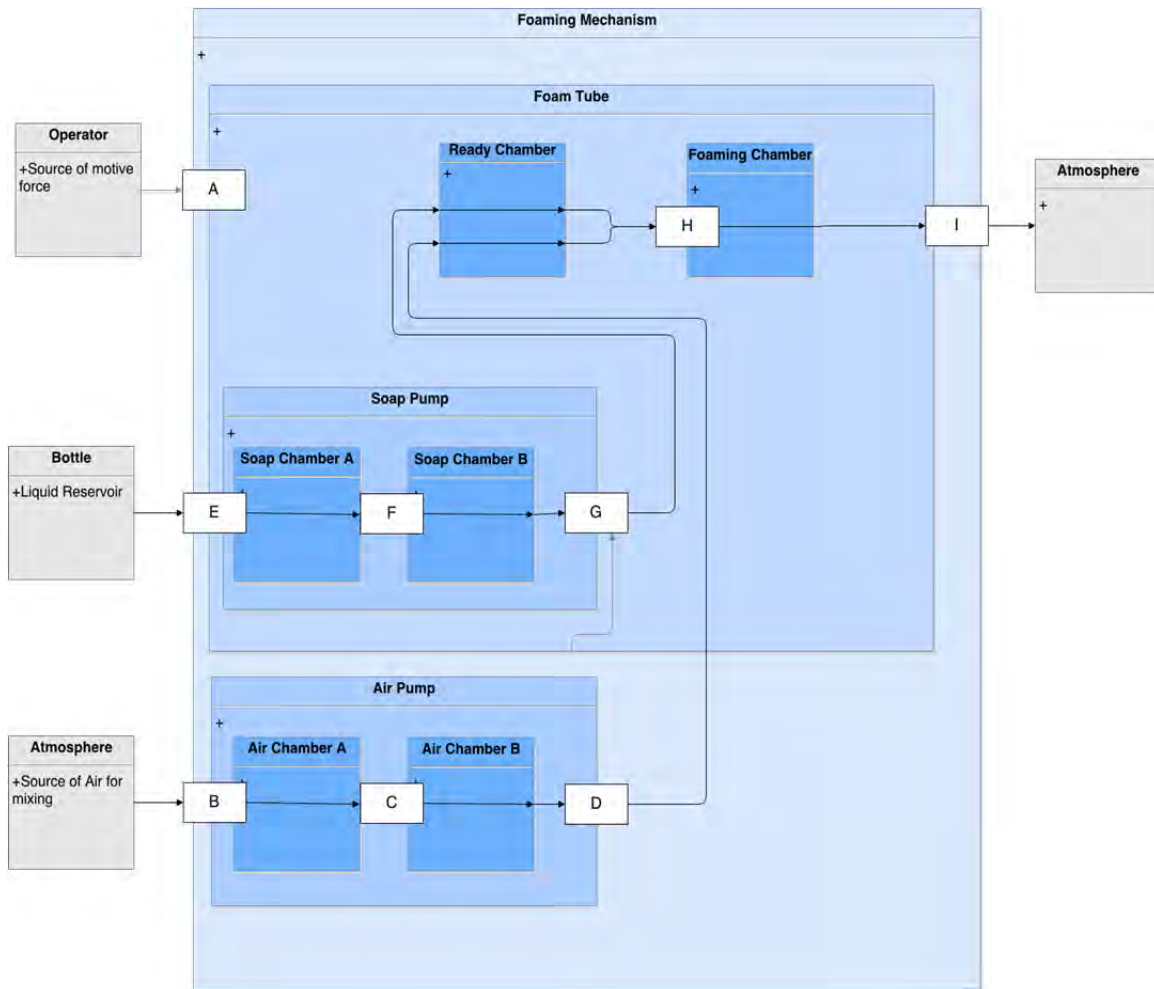 Foaming Mechanism
+
Foam Tube
+
Operator
+Source of motive
force
A
Ready Chamber
+
Foaming Chamber
+
H
I
Atmosphere
+
Soap Pump
+
Bottle
+Liquid Reservoir
Soap Chamber A
Soap Chamber B
E
F
G
Air Pump
+
Atmosphere
+Source of Air for
mixing
Air Chamber A
Air Chamber B
B
C
D